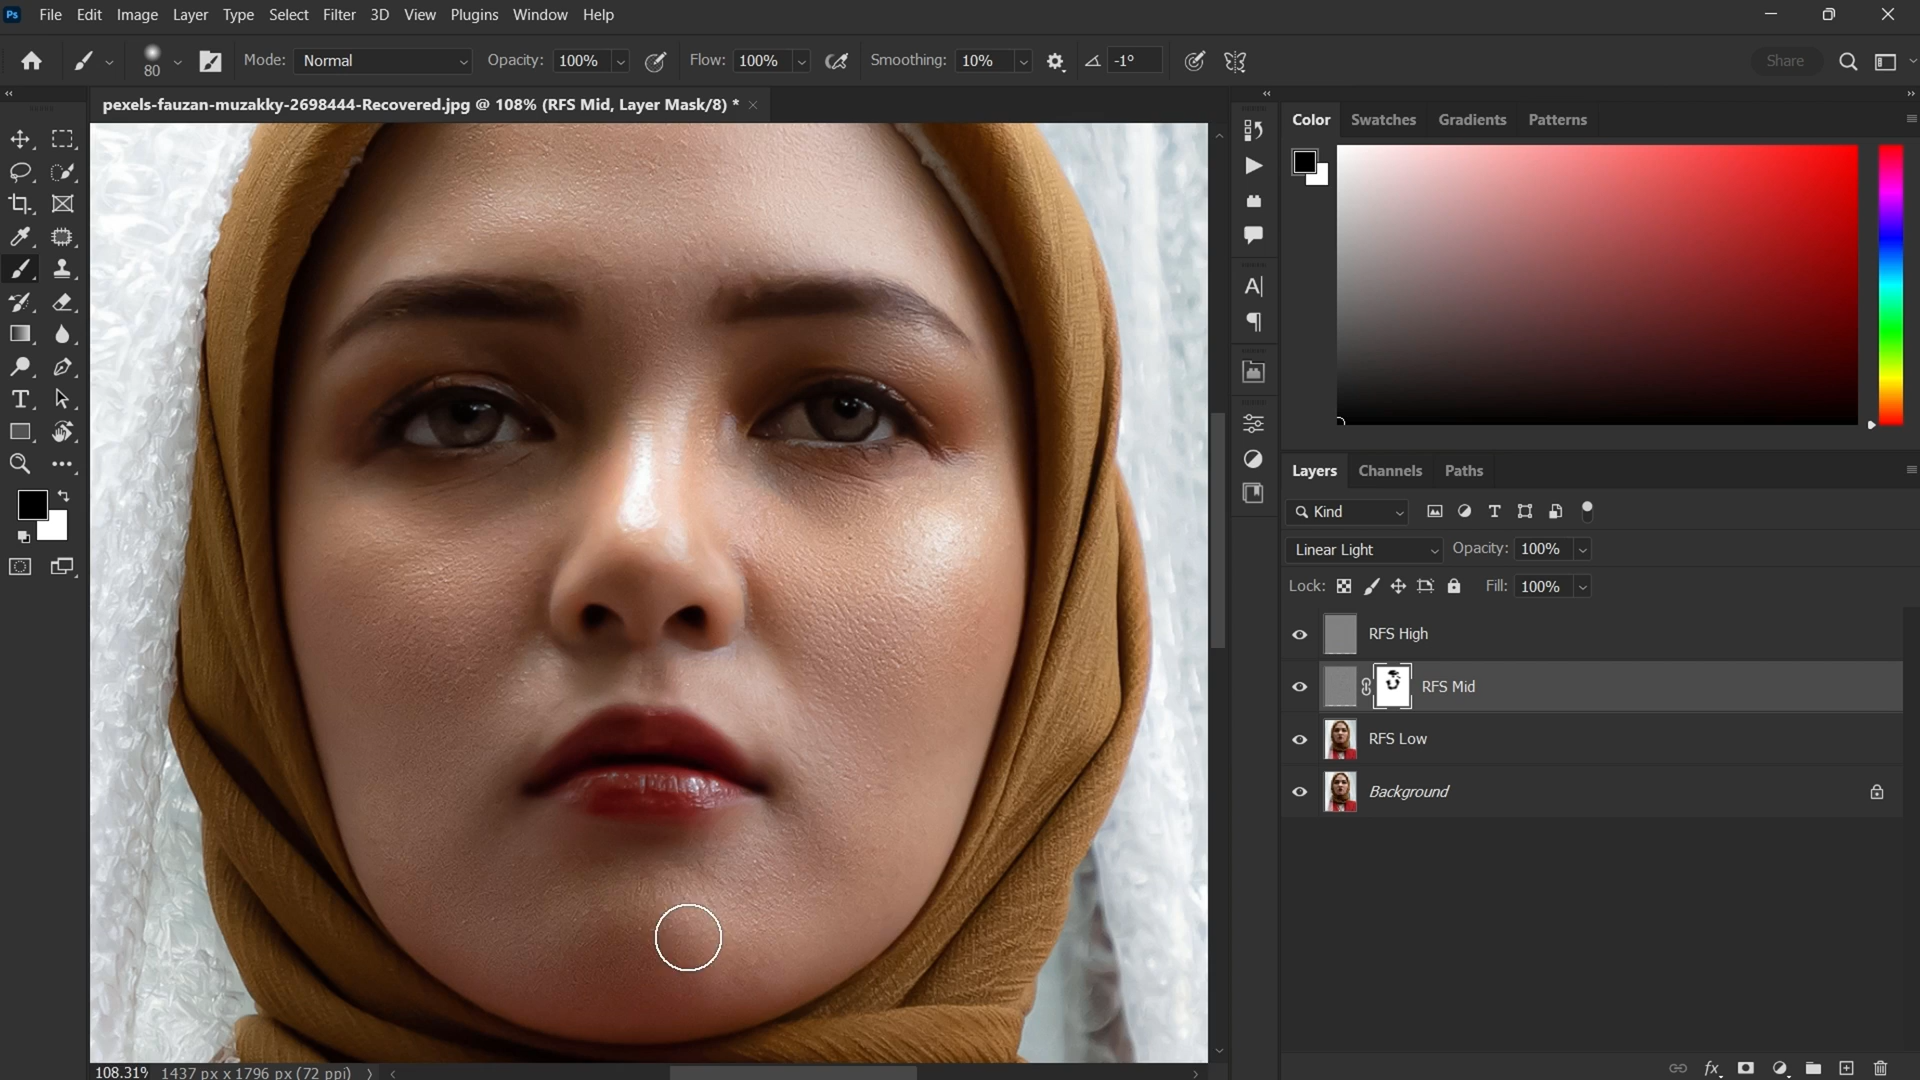 Ps File Edit Image Layer Type Select Filter 3D View Plugins Window Help
80 Mode: Normal Opacity: 100% Flow: 100% Smoothing: 10% -1° Share
pexels-fauzan-muzakky-2698444-Recovered.jpg @ 108% (RFS Mid, Layer Mask/8) *
Color Swatches Gradients Patterns
Layers Channels Paths
Kind
Linear Light Opacity: 100%
Lock: Fill: 100%
RFS High
RFS Mid
RFS Low
Background
108.31% 1437 px x 1796 px (72 ppi)